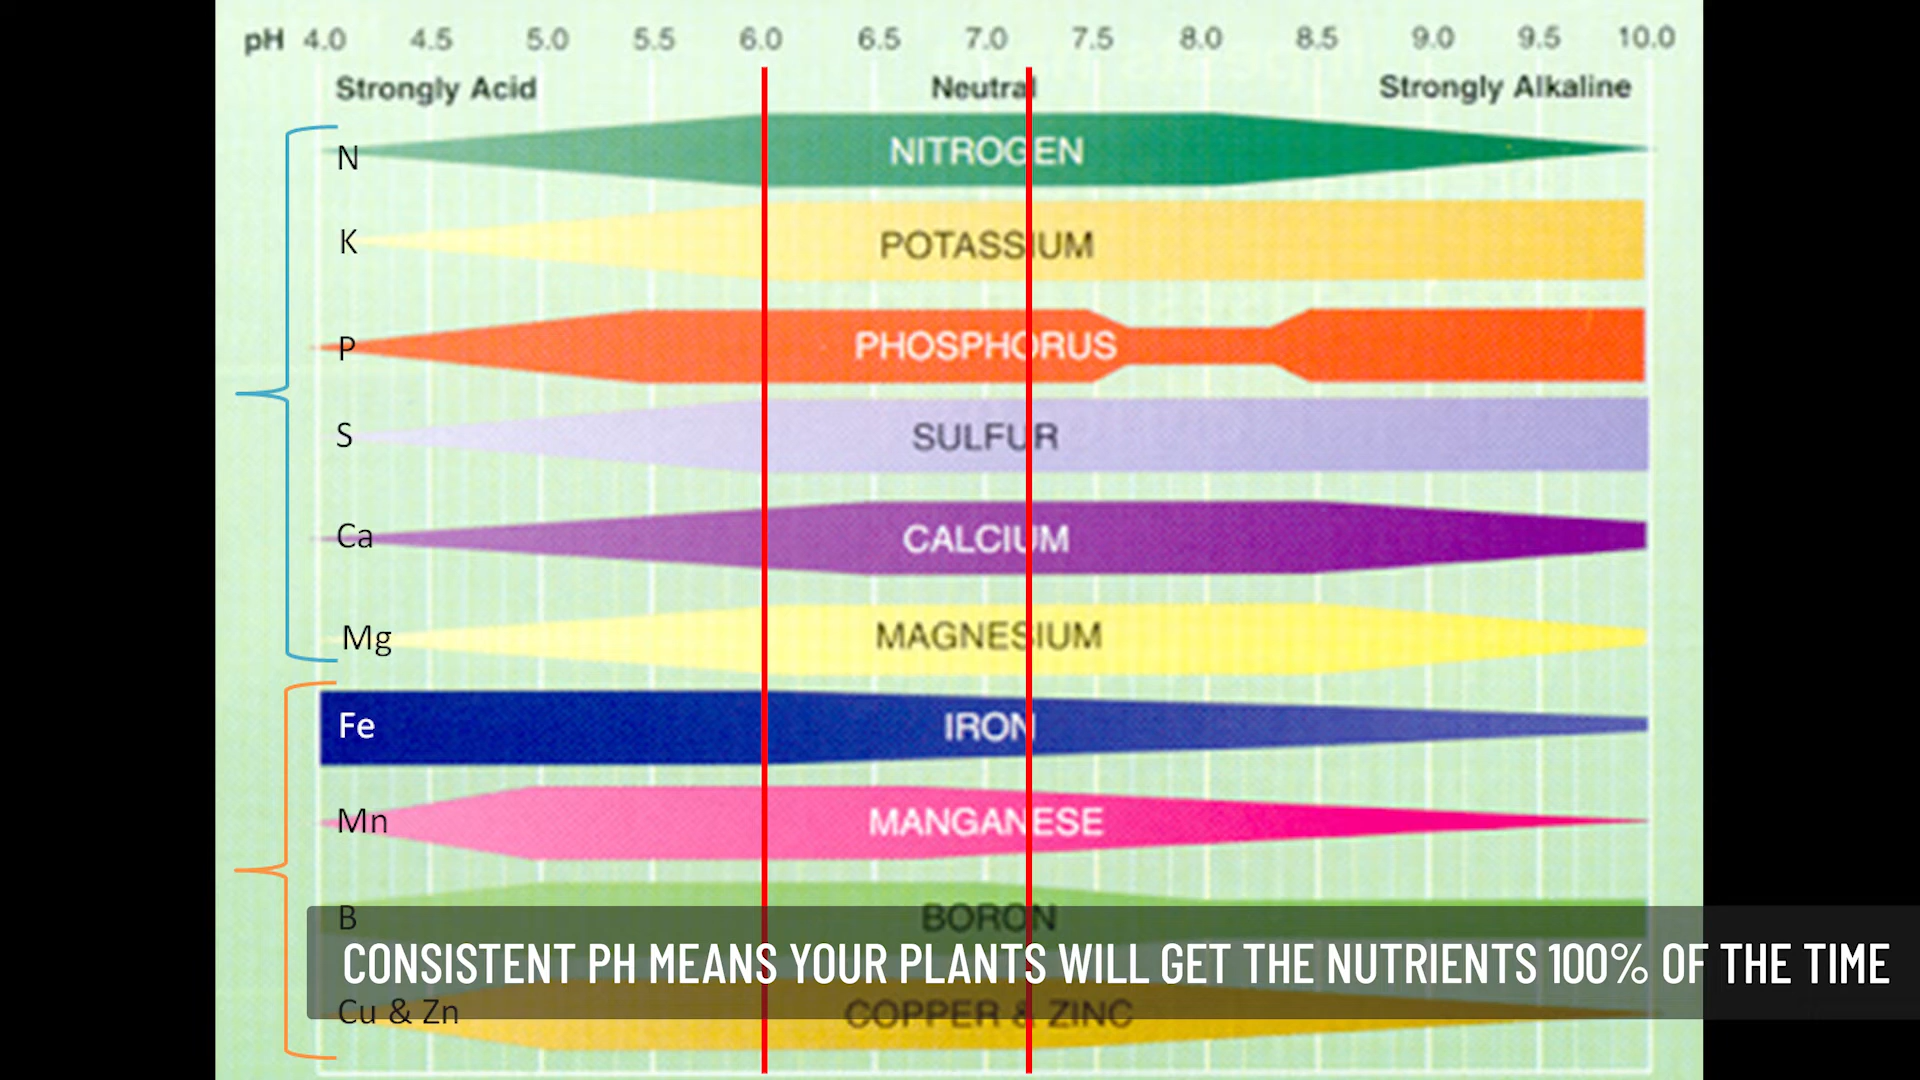 pH 4.0 4.5 5.0 5.5 6.0 6.5 7.0 7.5 8.0 8.5 9.0 9.5 10.0
Strongly Acid Neutral Strongly Alkaline
N NITROGEN
K POTASSIUM
P PHOSPHORUS
S SULFUR
Ca CALCIUM
Mg MAGNESIUM
Fe IRON
Mn MANGANESE
B BORON
CONSISTENT PH MEANS YOUR PLANTS WILL GET THE NUTRIENTS 100% OF THE TIME
Cu & Zn COPPER & ZINC